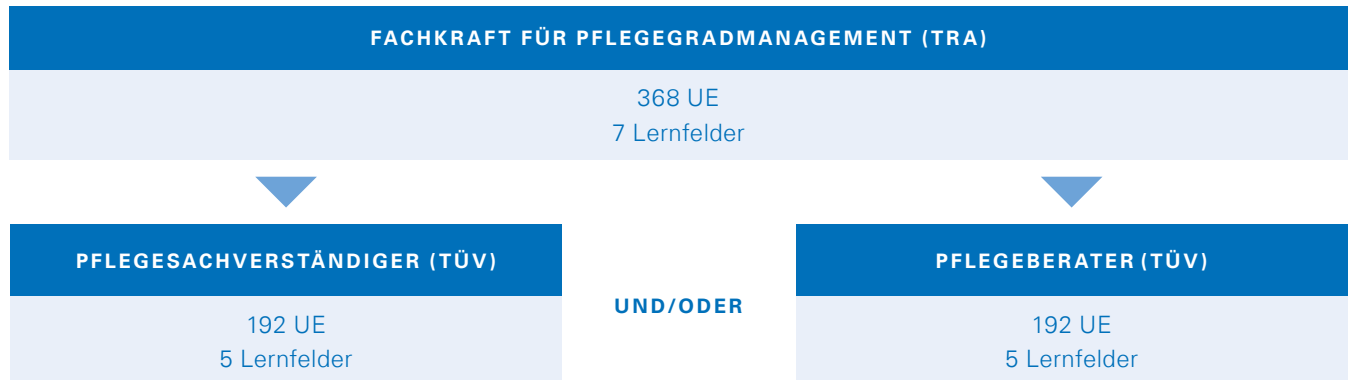 FACHKRAFT FÜR PFLEGEGRADMANAGEMENT (TRA)
368 UE
7 Lernfelder
PFLEGESACHVERSTÄNDIGER (TÜV)
192 UE
5 Lernfelder
UND/ODER
PFLEGEBERATER (TÜV)
192 UE
5 Lernfelder